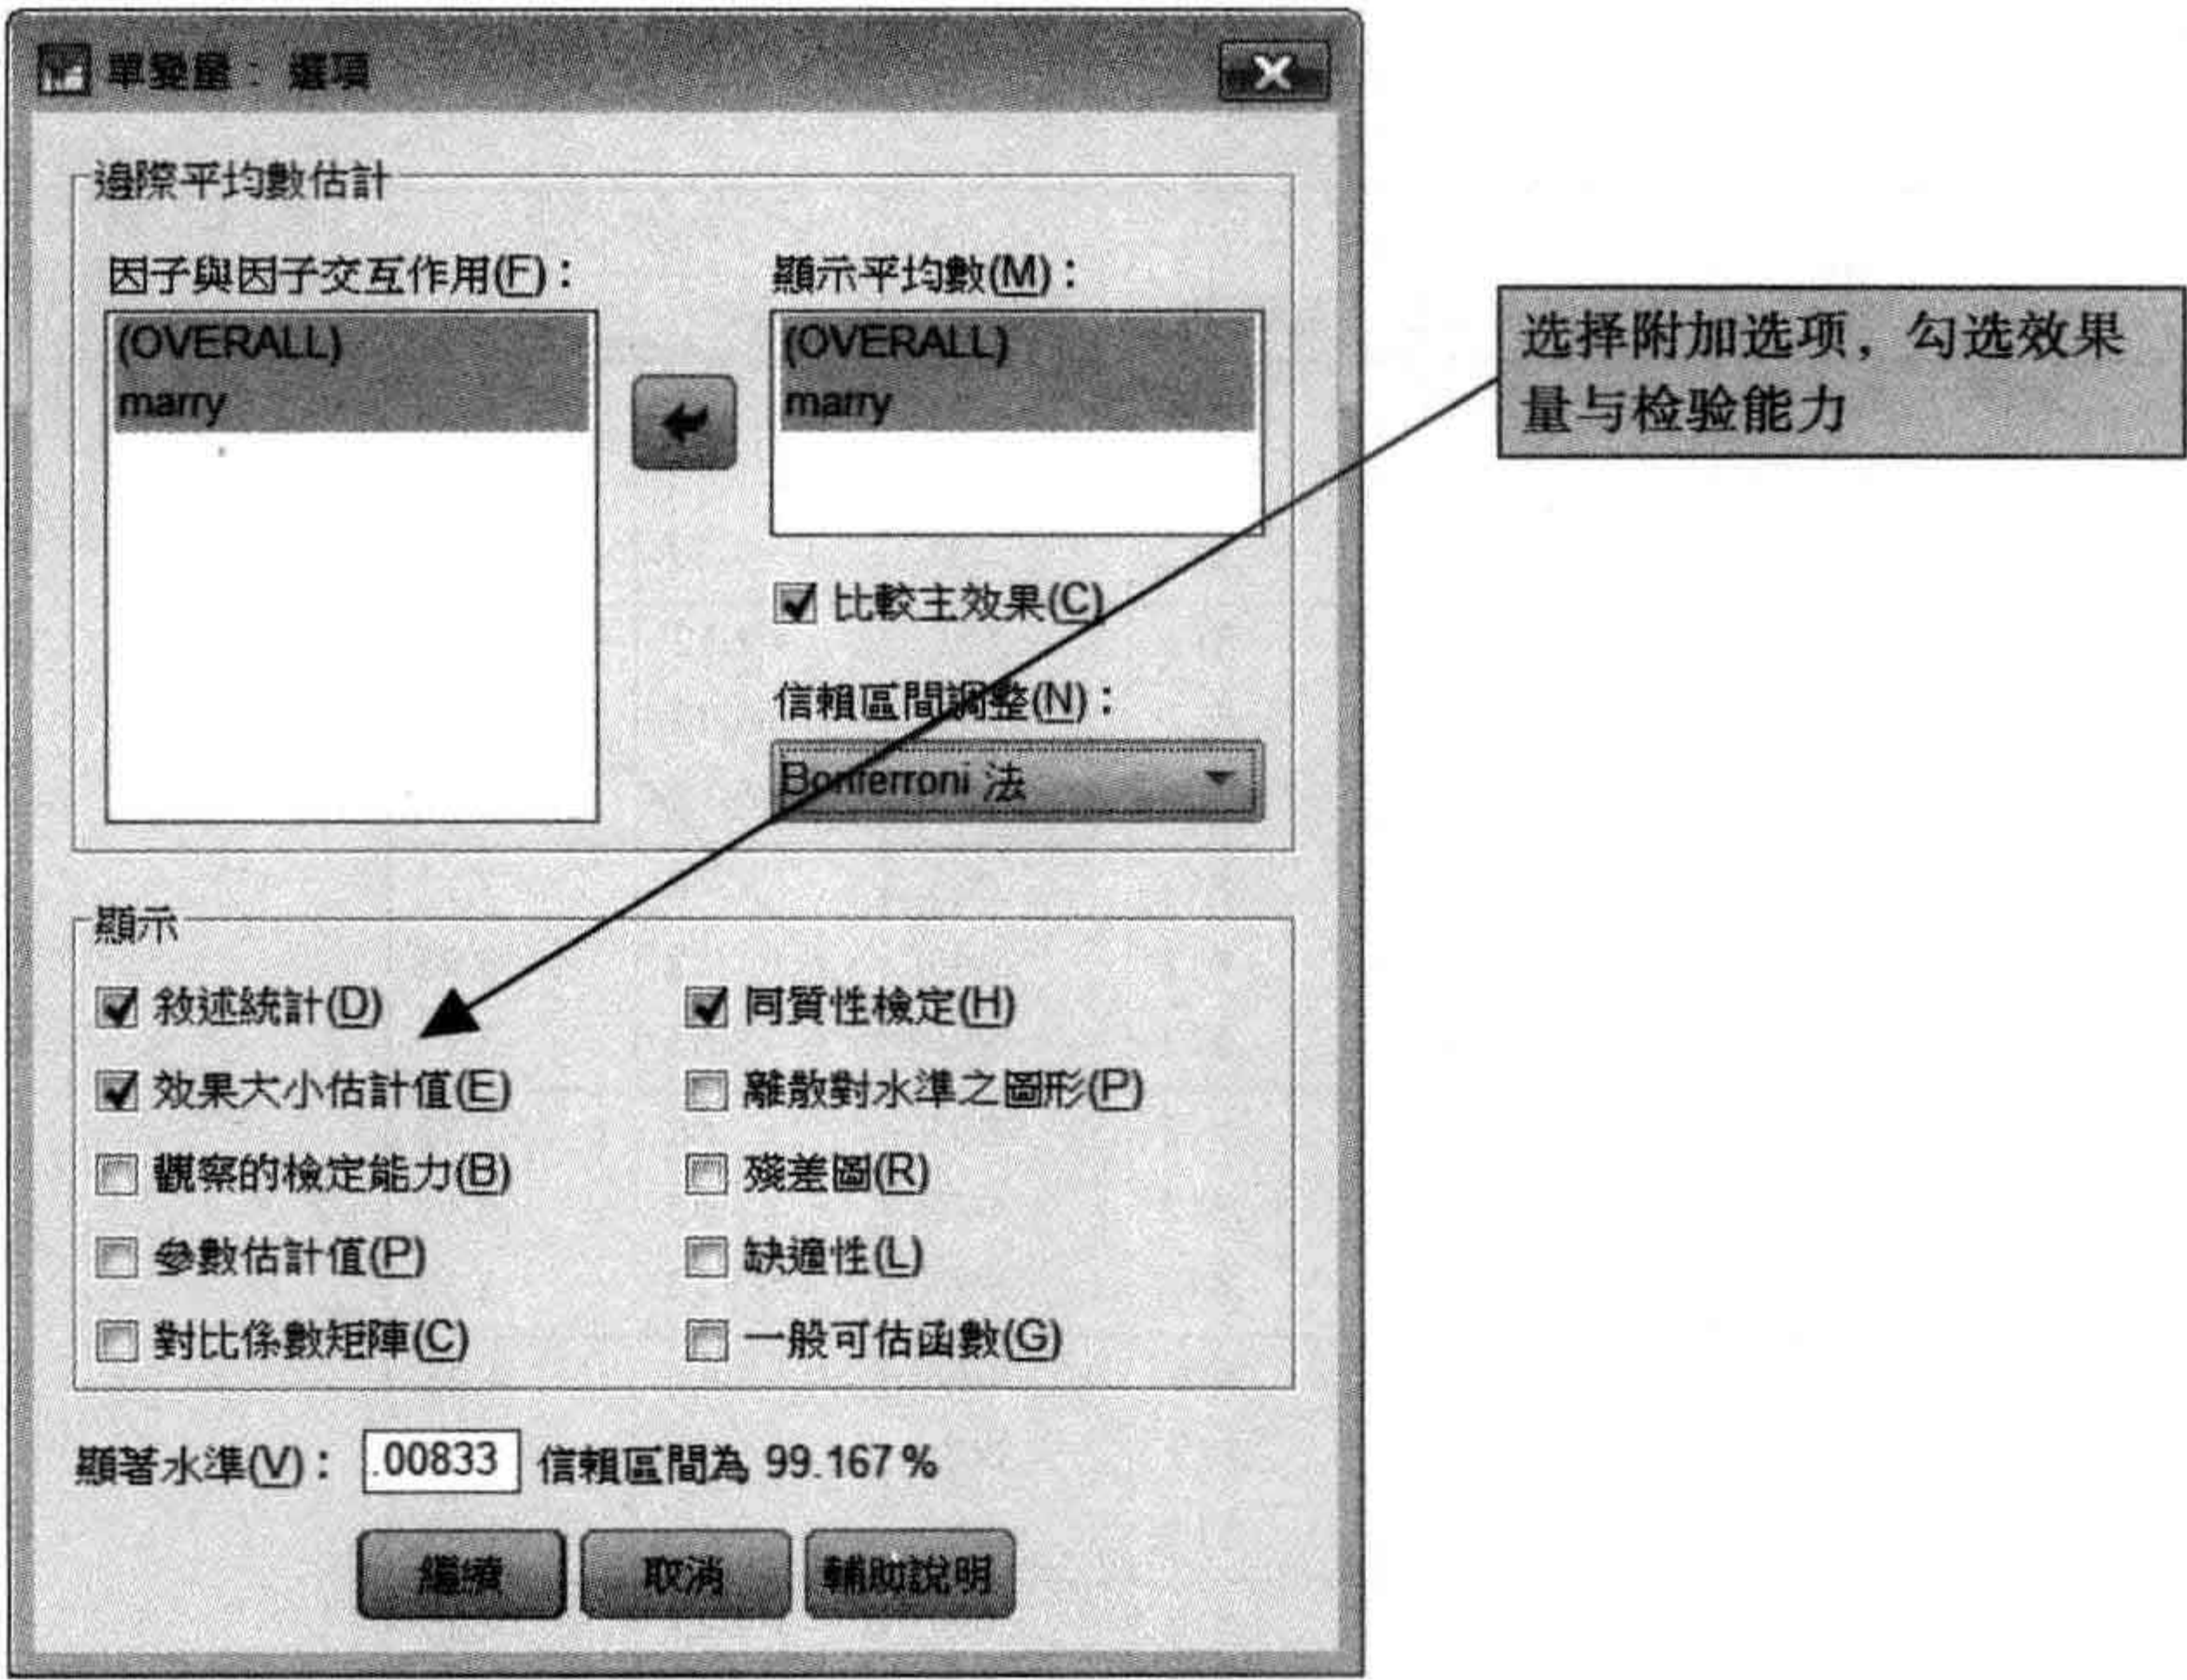 單變量：選項
邊際平均數估計
因子與因子交互作用(F)：
(OVERALL)
marry
顯示平均數(M)：
(OVERALL)
marry
比較主效果(C)
信賴區間調整(N)：
Bonferroni 法
选择附加选项，勾选效果
量与检验能力
顯示
敘述統計(D)
同質性檢定(H)
效果大小估計值(E)
離散對水準之圖形(P)
觀察的檢定能力(B)
殘差圖(R)
參數估計值(P)
缺適性(L)
對比係數矩陣(C)
一般可估函數(G)
顯著水準(V)： .00833 信賴區間為 99.167 %
繼續 取消 輔助說明